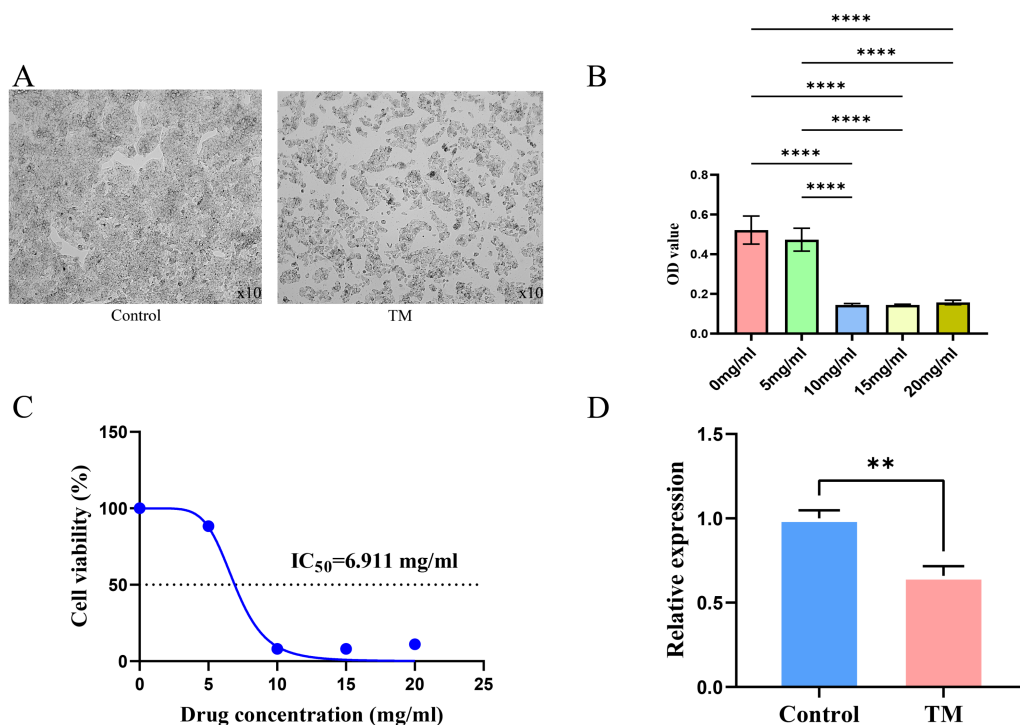 A
x10
Control
x10
TM
B
****
****
****
****
****
****
OD value
0.8
0.6
0.4
0.2
0.0
0mg/ml
5mg/ml
10mg/ml
15mg/ml
20mg/ml
C
Cell viability (%)
150
100
50
0
IC50=6.911 mg/ml
0
5
10
15
20
25
Drug concentration (mg/ml)
D
Relative expression
1.5
1.0
0.5
0.0
**
Control
TM